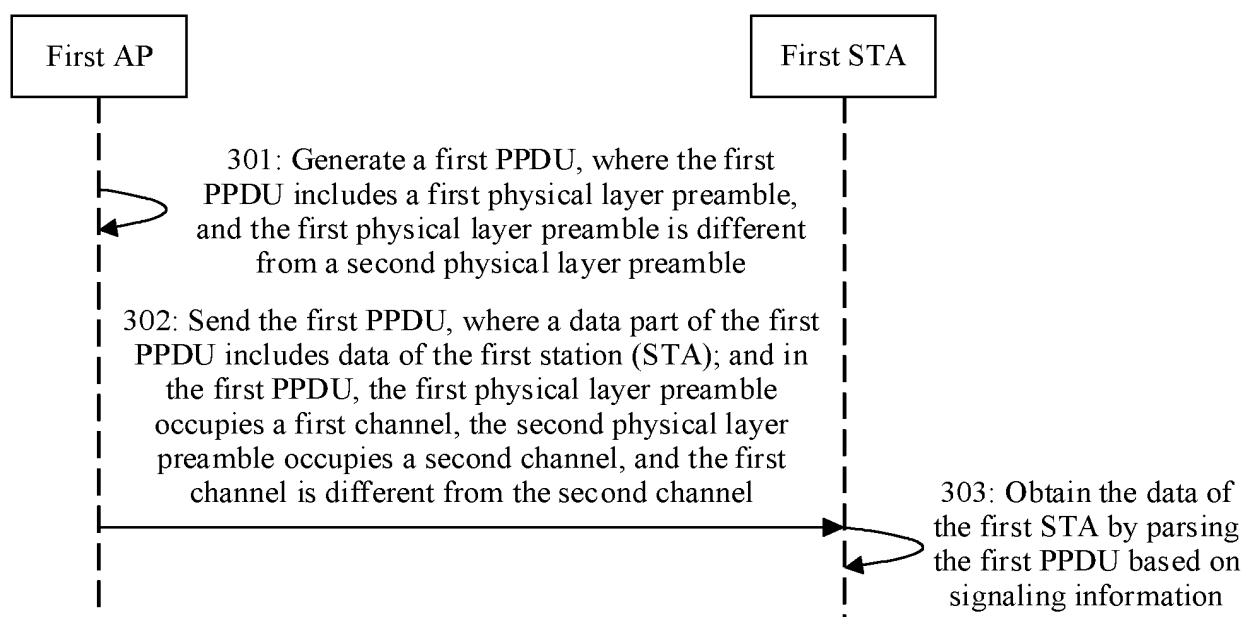 First AP
First STA
301: Generate a first PPDU, where the first
PPDU includes a first physical layer preamble,
and the first physical layer preamble is different
from a second physical layer preamble
302: Send the first PPDU, where a data part of the first
PPDU includes data of the first station (STA); and in
the first PPDU, the first physical layer preamble
occupies a first channel, the second physical layer
preamble occupies a second channel, and the first
channel is different from the second channel
303: Obtain the data of
the first STA by parsing
the first PPDU based on
signaling information